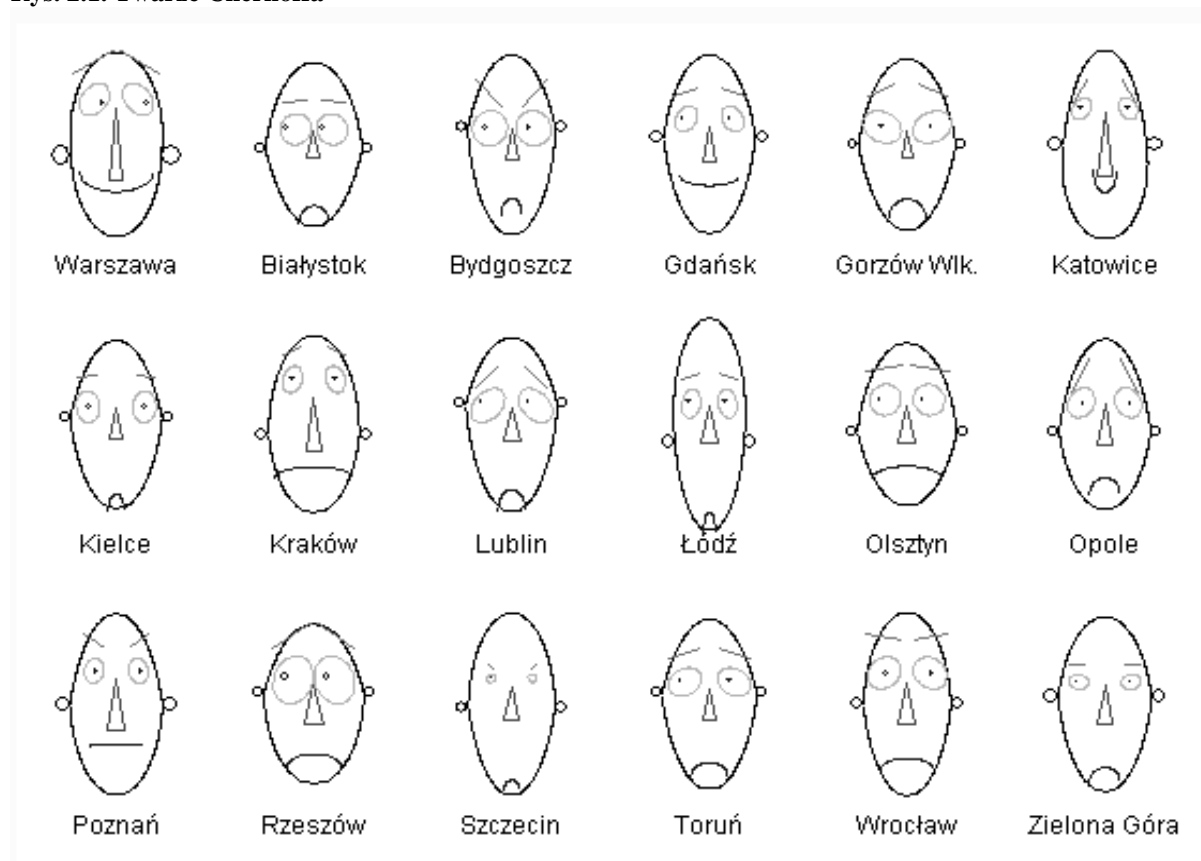 Rys. 2.1. Twarze Chernoffa
Warszawa Białystok Bydgoszcz Gdańsk Gorzów Wlk. Katowice
Kielce Kraków Lublin Łódź Olsztyn Opole
Poznań Rzeszów Szczecin Toruń Wrocław Zielona Góra